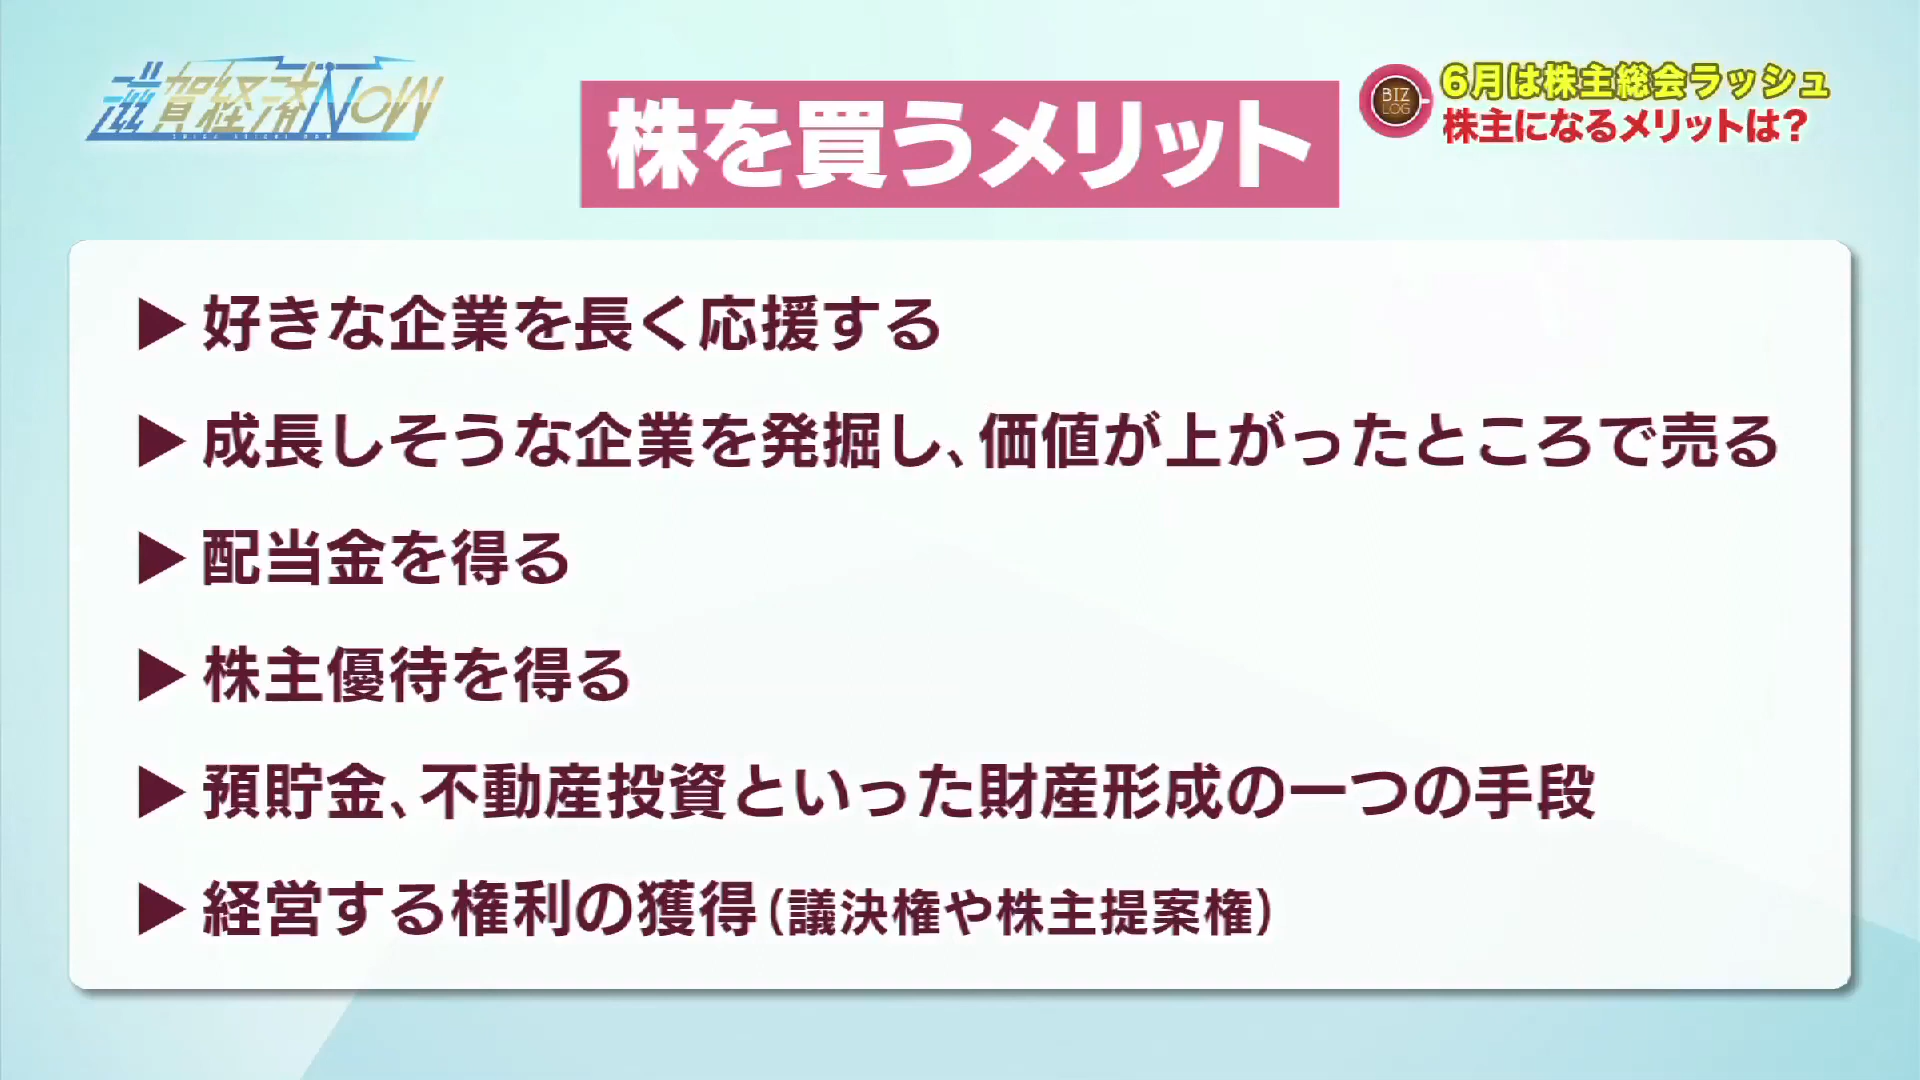 滋賀経済NOW
株を買うメリット
BIZ
LOG
6月は株主総会ラッシュ
株主になるメリットは?
▶好きな企業を長く応援する
▶成長しそうな企業を発掘し、価値が上がったところで売る
▶配当金を得る
▶株主優待を得る
▶預貯金、不動産投資といった財産形成の一つの手段
▶経営する権利の獲得(議決権や株主提案権)